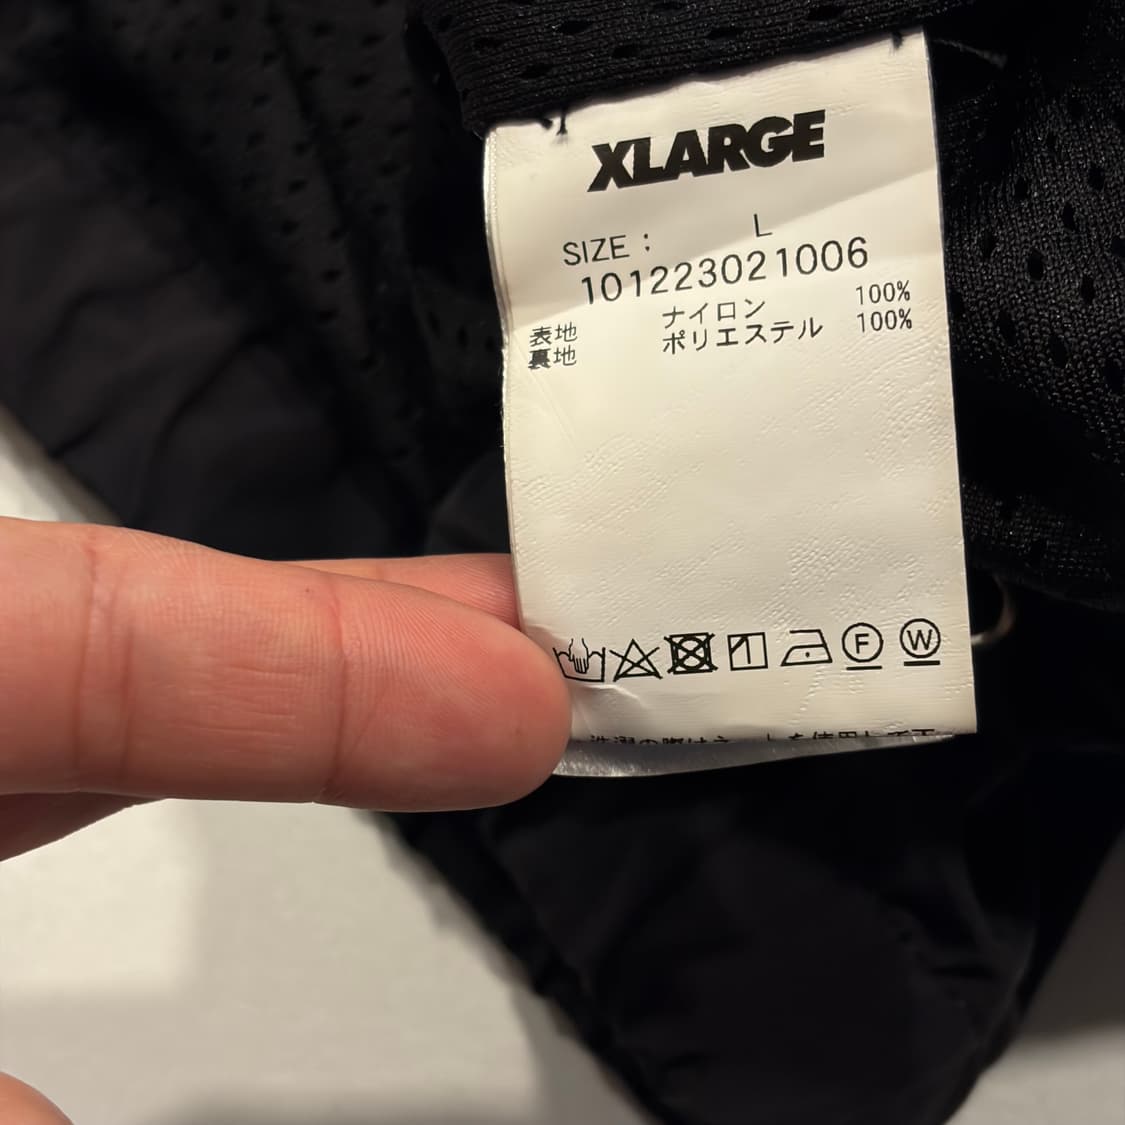 XLARGE
SIZE : L
101223021006
表地 ナイロン 100%
裏地 ポリエステル 100%
F W